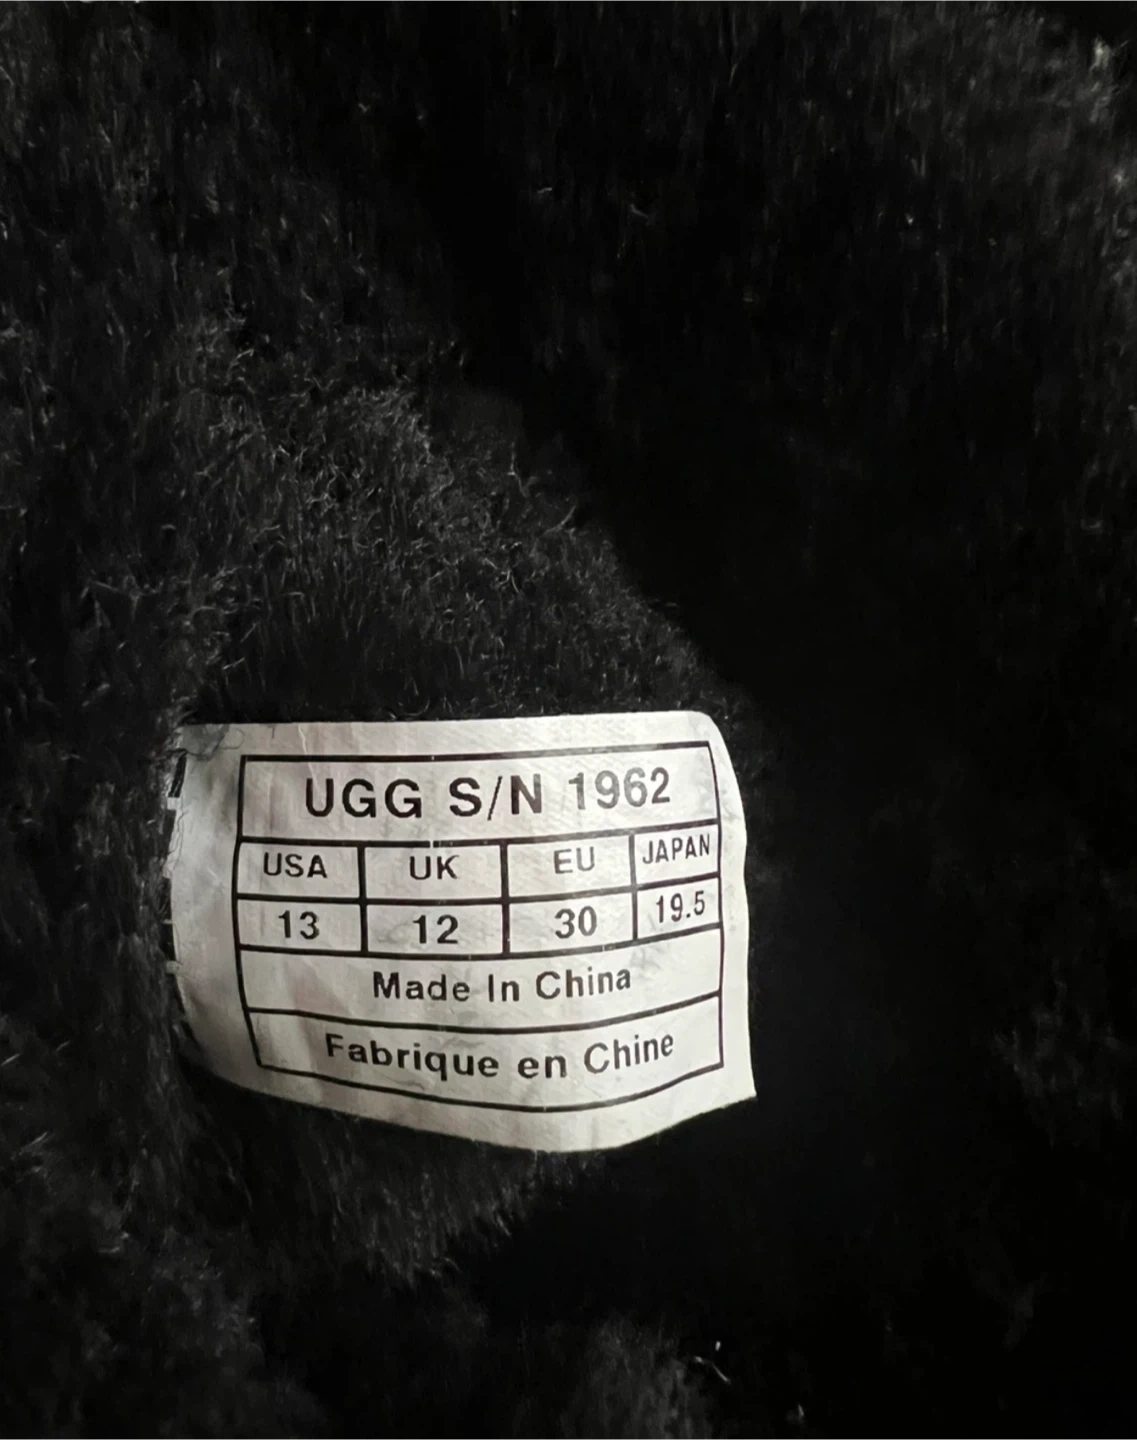 UGG S/N 1962
USA UK EU JAPAN
13 12 30 19.5
Made In China
Fabrique en Chine